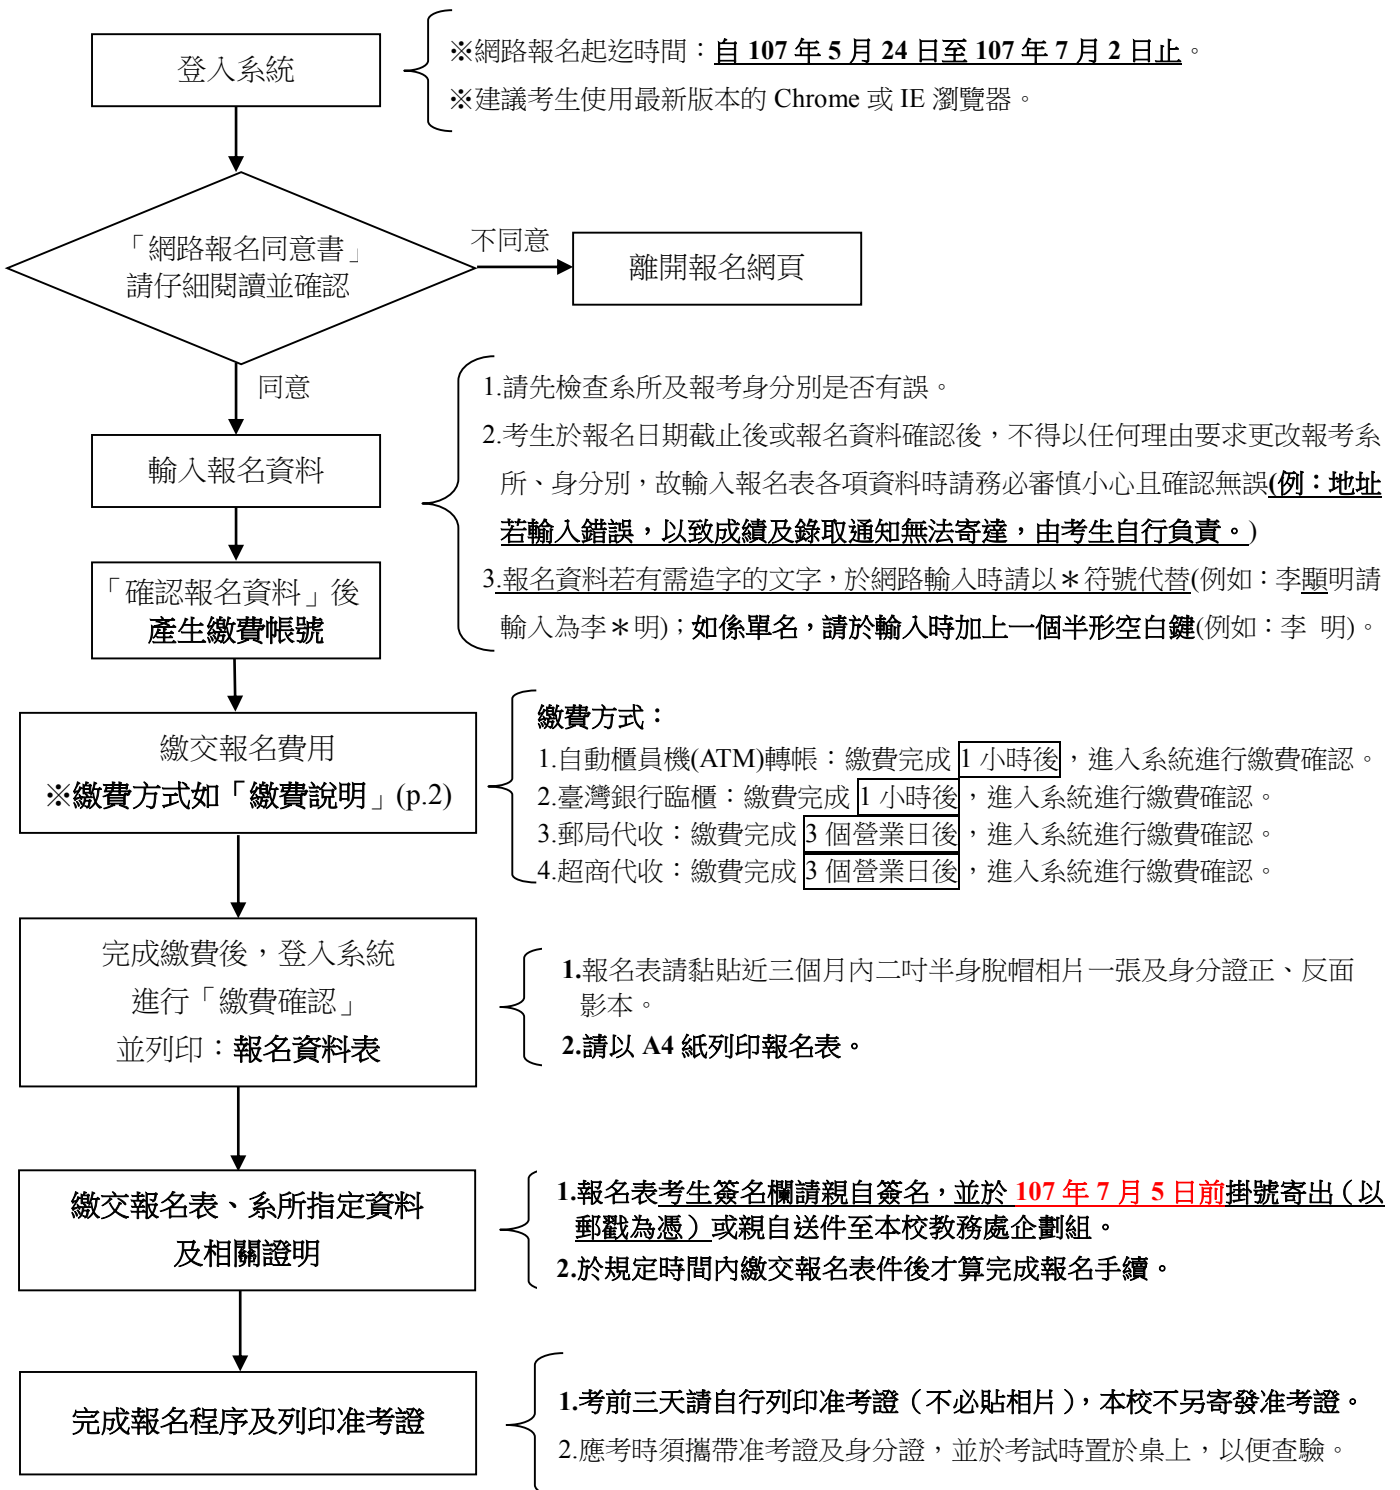 登入系統
※網路報名起迄時間：自 107 年 5 月 24 日至 107 年 7 月 2 日止。
※建議考生使用最新版本的 Chrome 或 IE 瀏覽器。
「網路報名同意書」
請仔細閱讀並確認
不同意
離開報名網頁
同意
輸入報名資料
1.請先檢查系所及報考身分別是否有誤。
2.考生於報名日期截止後或報名資料確認後，不得以任何理由要求更改報考系
所、身分別，故輸入報名表各項資料時請務必審慎小心且確認無誤(例：地址
若輸入錯誤，以致成績及錄取通知無法寄達，由考生自行負責。)
3.報名資料若有需造字的文字，於網路輸入時請以＊符號代替(例如：李顒明請
輸入為李＊明)；如係單名，請於輸入時加上一個半形空白鍵(例如：李 明)。
「確認報名資料」後
產生繳費帳號
繳交報名費用
※繳費方式如「繳費說明」(p.2)
繳費方式：
1.自動櫃員機(ATM)轉帳：繳費完成 1 小時後，進入系統進行繳費確認。
2.臺灣銀行臨櫃：繳費完成 1 小時後，進入系統進行繳費確認。
3.郵局代收：繳費完成 3 個營業日後，進入系統進行繳費確認。
4.超商代收：繳費完成 3 個營業日後，進入系統進行繳費確認。
完成繳費後，登入系統
進行「繳費確認」
並列印：報名資料表
1.報名表請黏貼近三個月內二吋半身脫帽相片一張及身分證正、反面
影本。
2.請以 A4 紙列印報名表。
繳交報名表、系所指定資料
及相關證明
1.報名表考生簽名欄請親自簽名，並於 107 年 7 月 5 日前掛號寄出（以
郵戳為憑）或親自送件至本校教務處企劃組。
2.於規定時間內繳交報名表件後才算完成報名手續。
完成報名程序及列印准考證
1.考前三天請自行列印准考證（不必貼相片），本校不另寄發准考證。
2.應考時須攜帶准考證及身分證，並於考試時置於桌上，以便查驗。